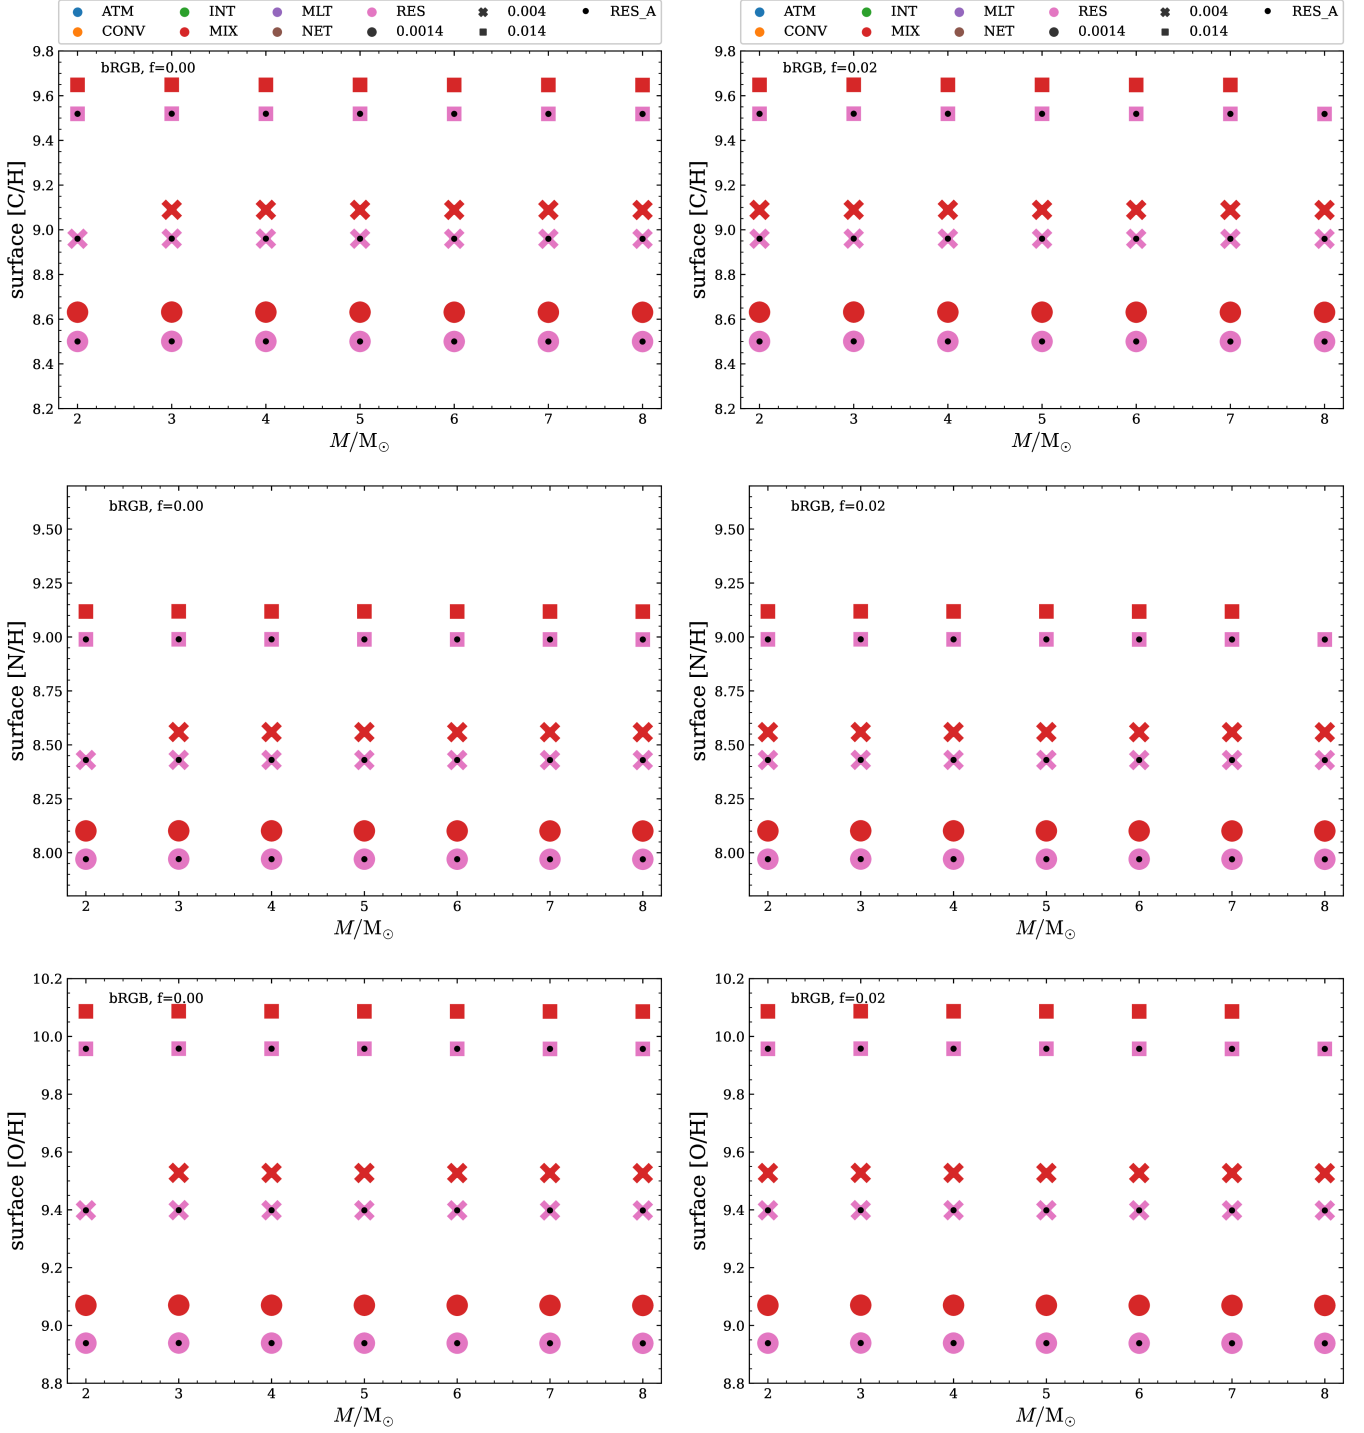 ATM INT MLT RES 0.004 RES_A
CONV MIX NET 0.0014 0.014
ATM INT MLT RES 0.004 RES_A
CONV MIX NET 0.0014 0.014
bRGB, f=0.00
surface [C/H]
9.8
9.6
9.4
9.2
9.0
8.8
8.6
8.4
8.2
2 3 4 5 6 7 8
M/M⊙
bRGB, f=0.02
surface [C/H]
9.8
9.6
9.4
9.2
9.0
8.8
8.6
8.4
8.2
2 3 4 5 6 7 8
M/M⊙
bRGB, f=0.00
surface [N/H]
9.50
9.25
9.00
8.75
8.50
8.25
8.00
2 3 4 5 6 7 8
M/M⊙
bRGB, f=0.02
surface [N/H]
9.50
9.25
9.00
8.75
8.50
8.25
8.00
2 3 4 5 6 7 8
M/M⊙
bRGB, f=0.00
surface [O/H]
10.2
10.0
9.8
9.6
9.4
9.2
9.0
8.8
2 3 4 5 6 7 8
M/M⊙
bRGB, f=0.02
surface [O/H]
10.2
10.0
9.8
9.6
9.4
9.2
9.0
8.8
2 3 4 5 6 7 8
M/M⊙